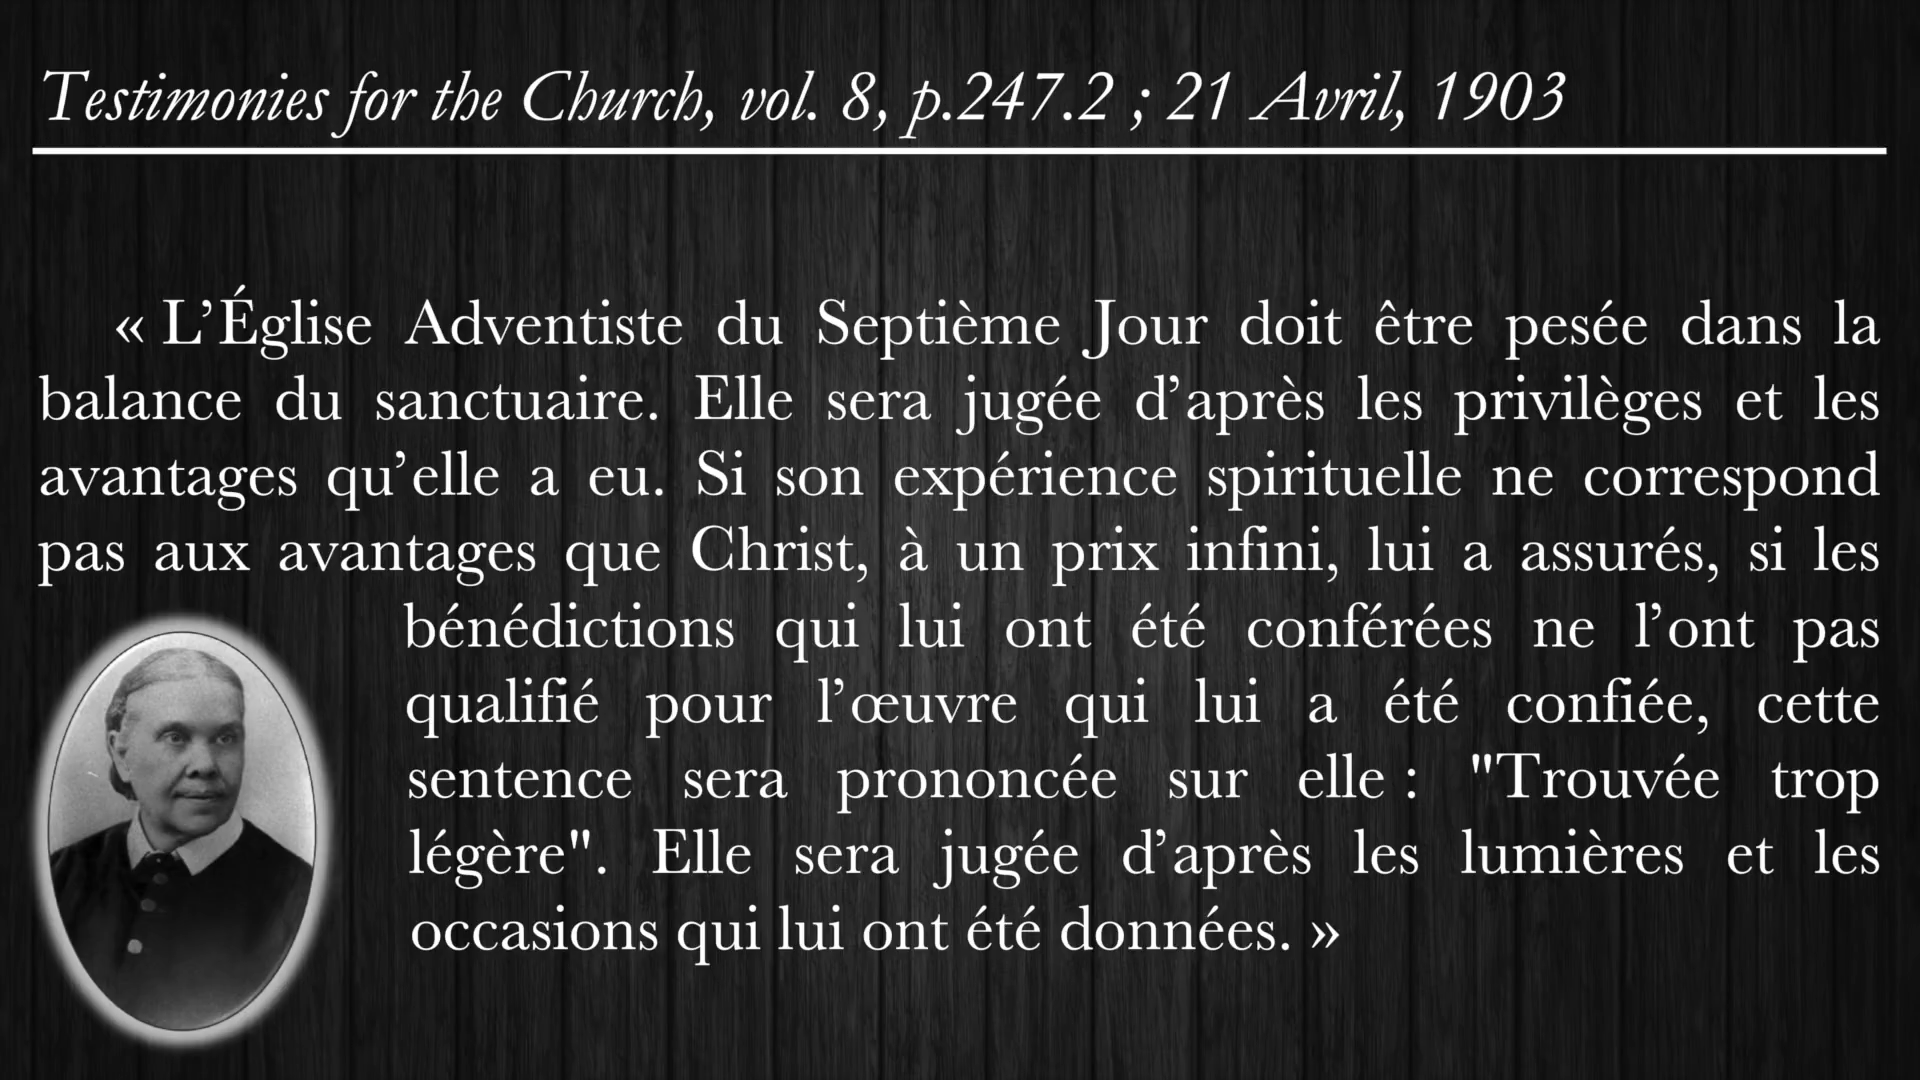 Testimonies for the Church, vol. 8, p.247.2 ; 21 Avril, 1903
« L’Église Adventiste du Septième Jour doit être pesée dans la
balance du sanctuaire. Elle sera jugée d’après les privilèges et les
avantages qu’elle a eu. Si son expérience spirituelle ne correspond
pas aux avantages que Christ, à un prix infini, lui a assurés, si les
bénédictions qui lui ont été conférées ne l’ont pas
qualifié pour l’œuvre qui lui a été confiée, cette
sentence sera prononcée sur elle : "Trouvée trop
légère". Elle sera jugée d’après les lumières et les
occasions qui lui ont été données. »